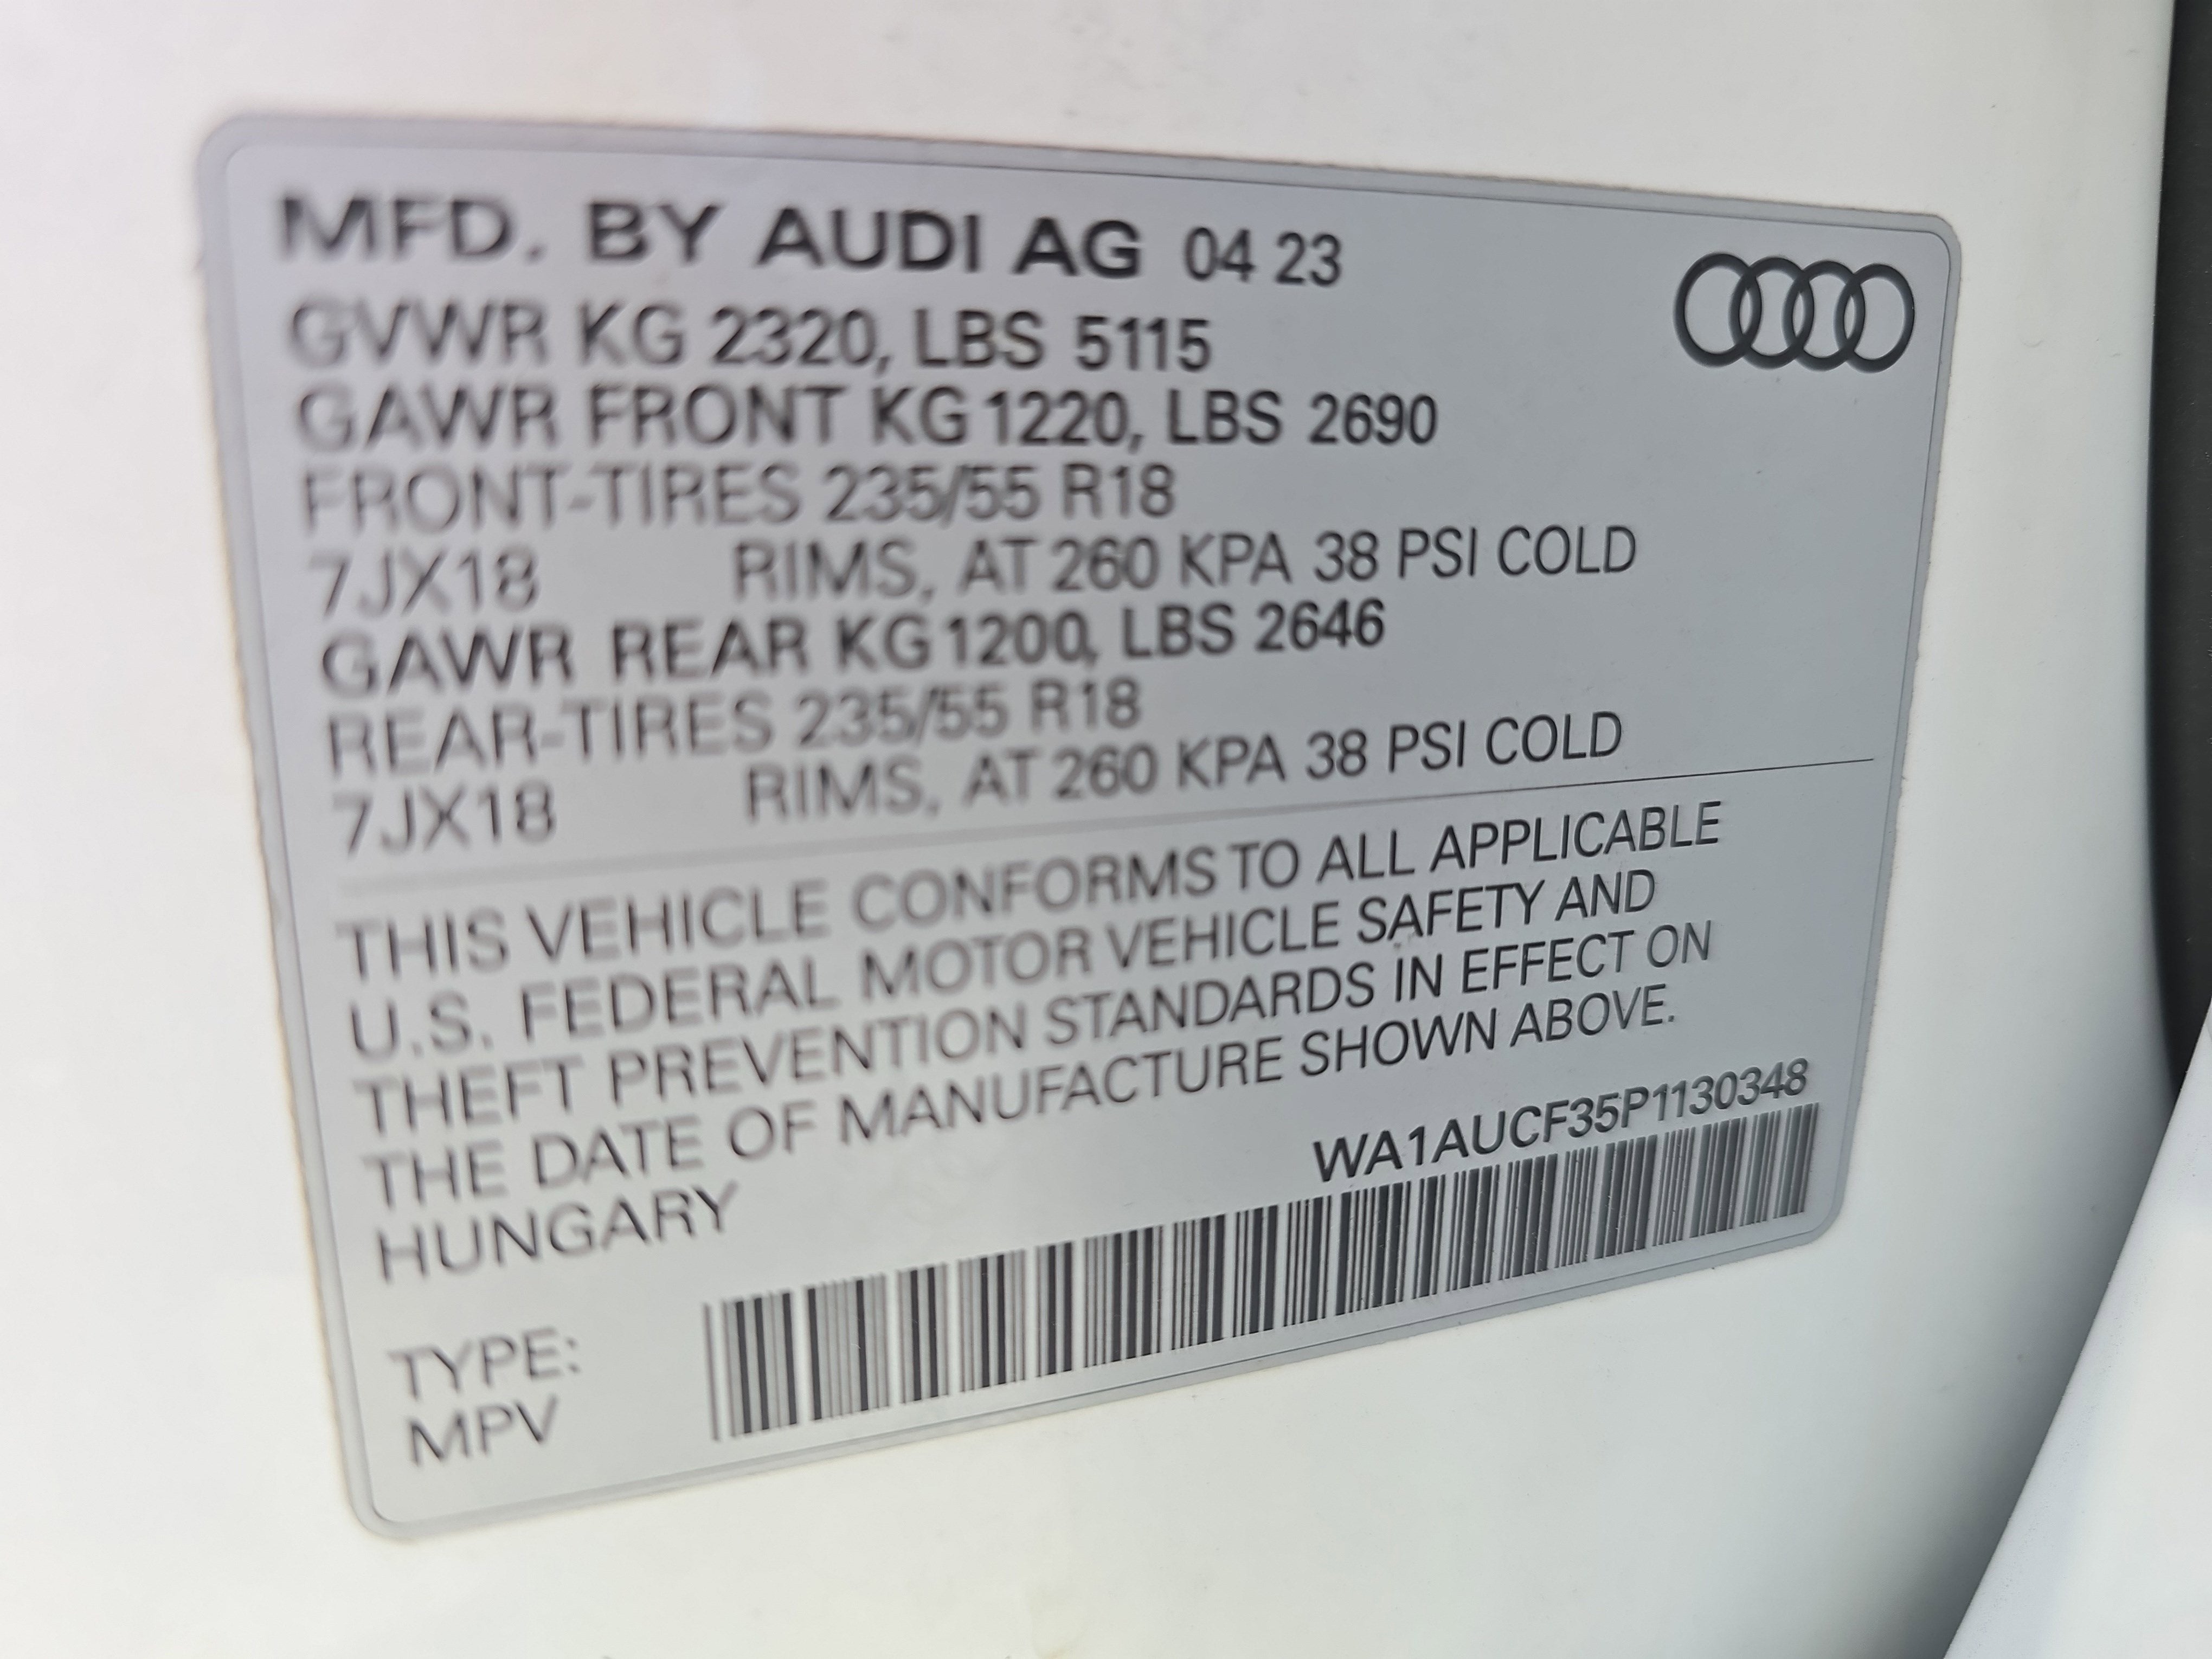 MFD. BY AUDI AG 04 23
GVWR KG 2320, LBS 5115
GAWR FRONT KG 1220, LBS 2690
FRONT-TIRES 235/55 R18
7JX18 RIMS, AT 260 KPA 38 PSI COLD
GAWR REAR KG 1200, LBS 2646
REAR-TIRES 235/55 R18
7JX18 RIMS, AT 260 KPA 38 PSI COLD
THIS VEHICLE CONFORMS TO ALL APPLICABLE
U.S. FEDERAL MOTOR VEHICLE SAFETY AND
THEFT PREVENTION STANDARDS IN EFFECT ON
THE DATE OF MANUFACTURE SHOWN ABOVE.
HUNGARY
WA1AUCF35P1130348
TYPE:
MPV